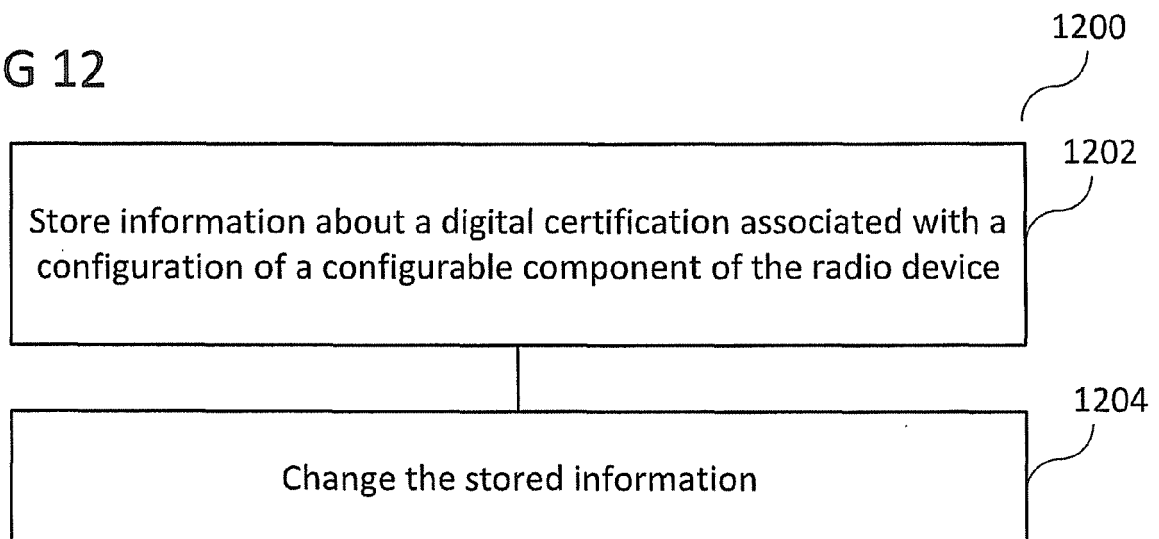 G 12
1200
1202
Store information about a digital certification associated with a
configuration of a configurable component of the radio device
1204
Change the stored information